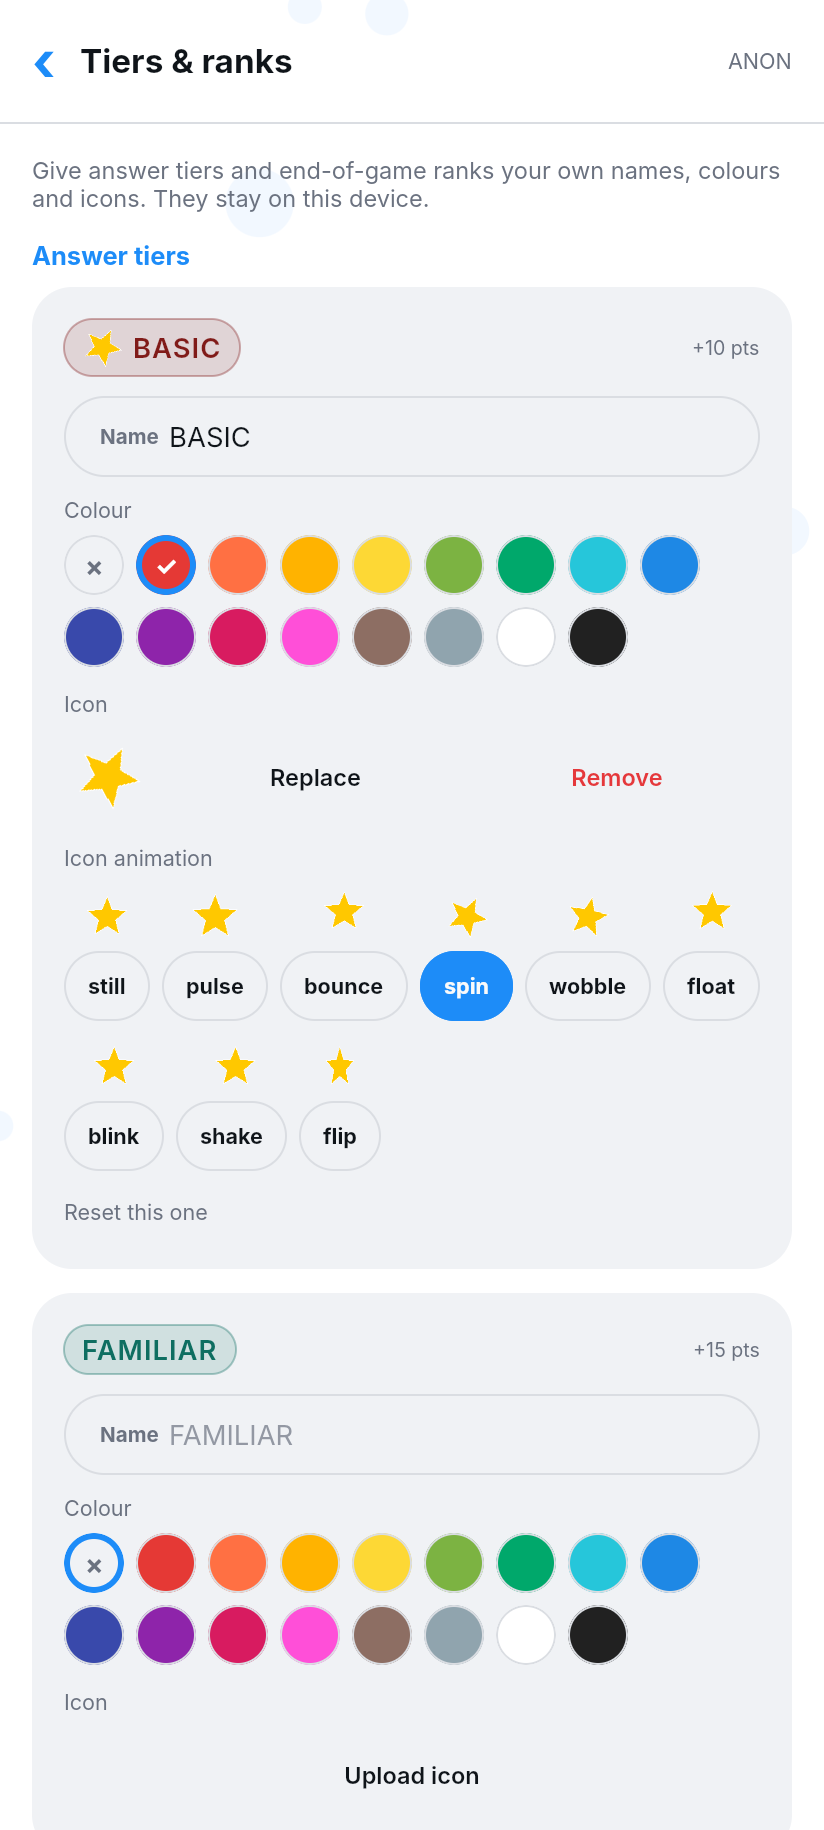 Tiers & ranks
ANON
Give answer tiers and end-of-game ranks your own names, colours
and icons. They stay on this device.
Answer tiers
BASIC
+10 pts
Name BASIC
Colour
Icon
Replace
Remove
Icon animation
still pulse bounce spin wobble float
blink shake flip
Reset this one
FAMILIAR
+15 pts
Name FAMILIAR
Colour
Icon
Upload icon